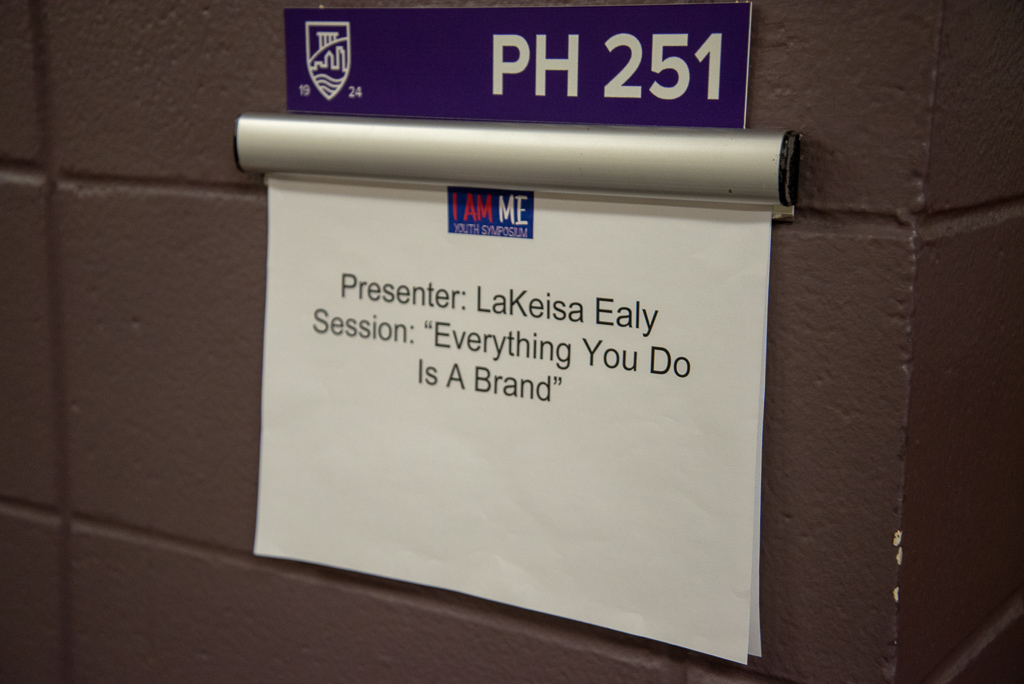 PH 251
19 24
I AM ME
YOUTH SYMPOSIUM
Presenter: LaKeisa Ealy
Session: “Everything You Do
Is A Brand”